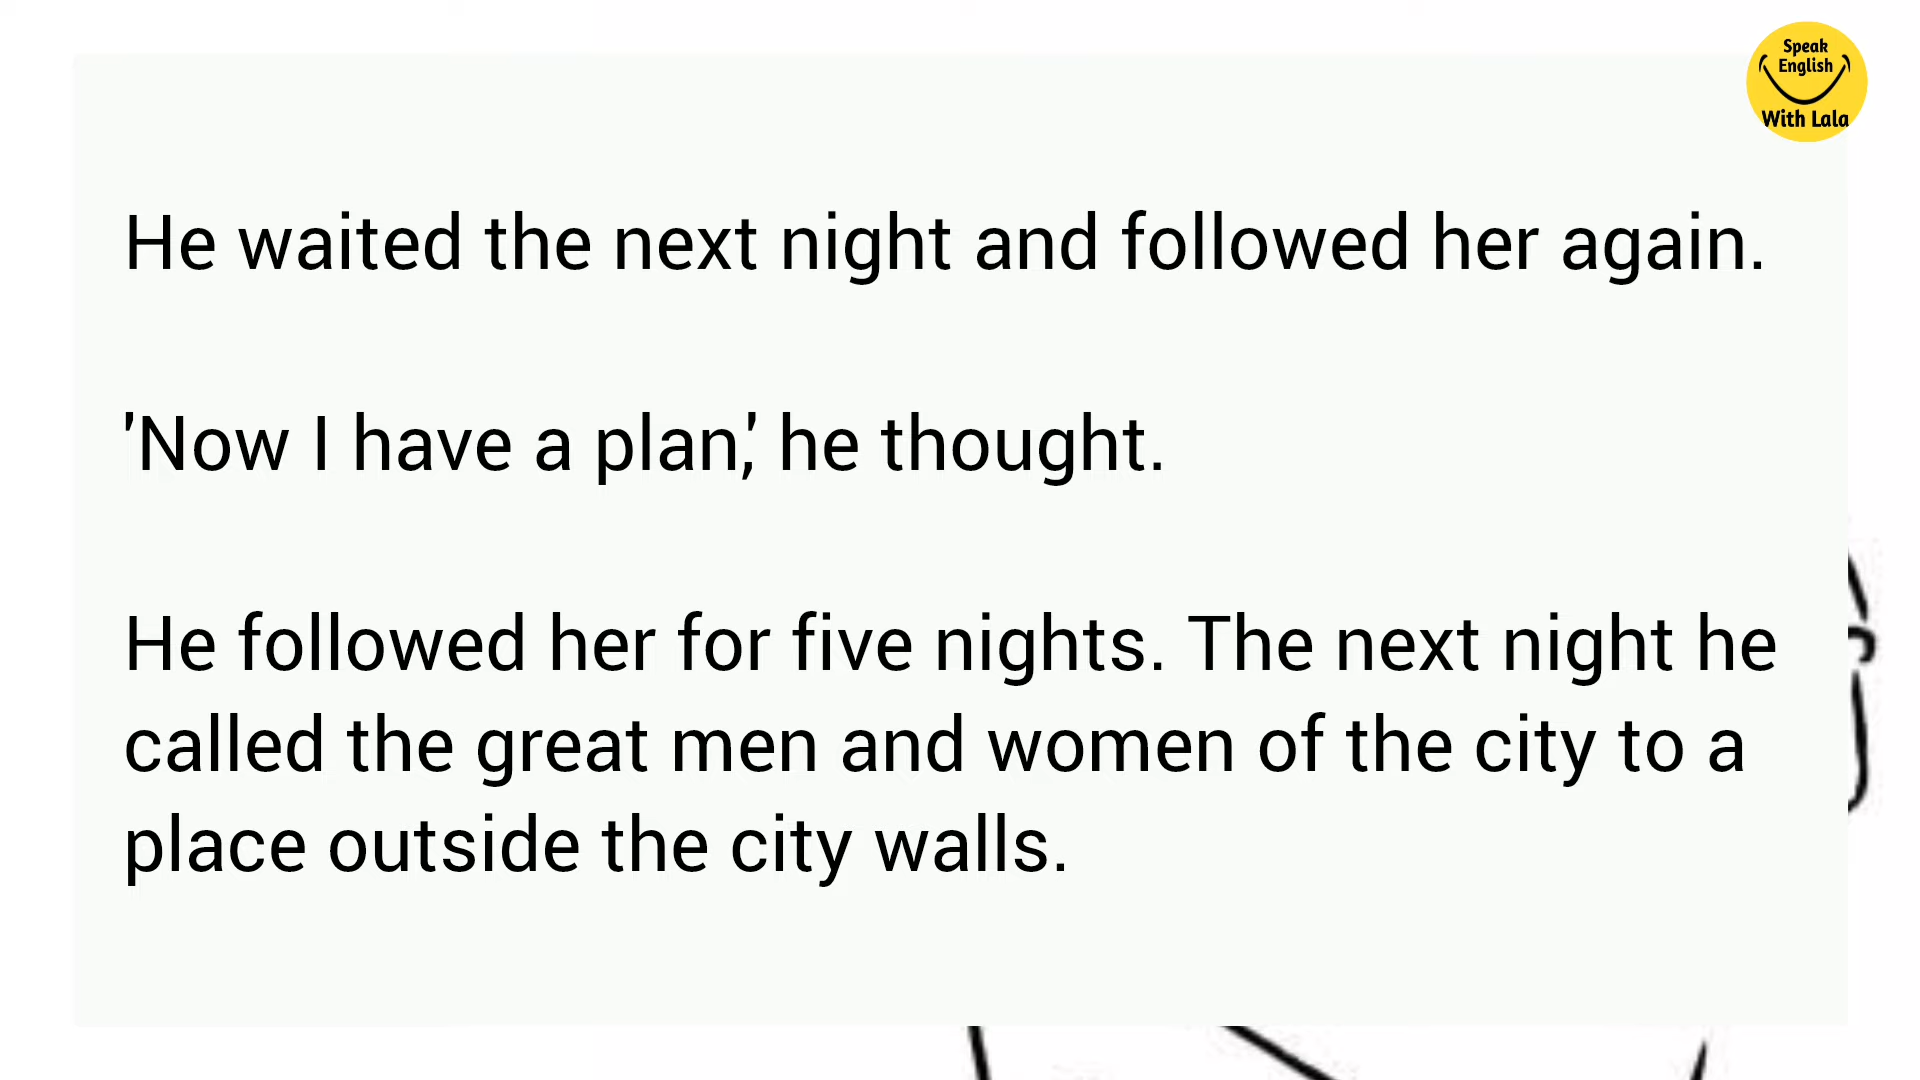 Speak
English
With Lala
He waited the next night and followed her again.
'Now I have a plan,' he thought.
He followed her for five nights. The next night he
called the great men and women of the city to a
place outside the city walls.